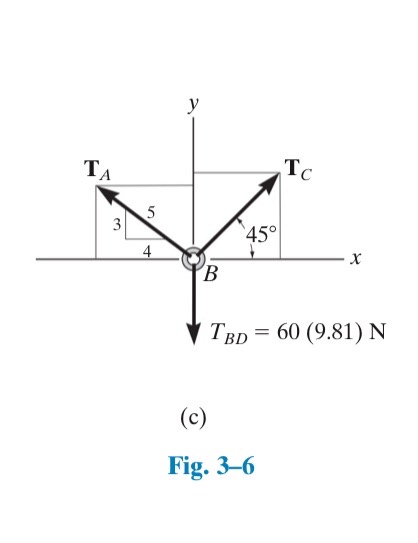 y
T_A
T_C
5
3
45°
4
x
B
T_BD = 60 (9.81) N
(c)
Fig. 3–6